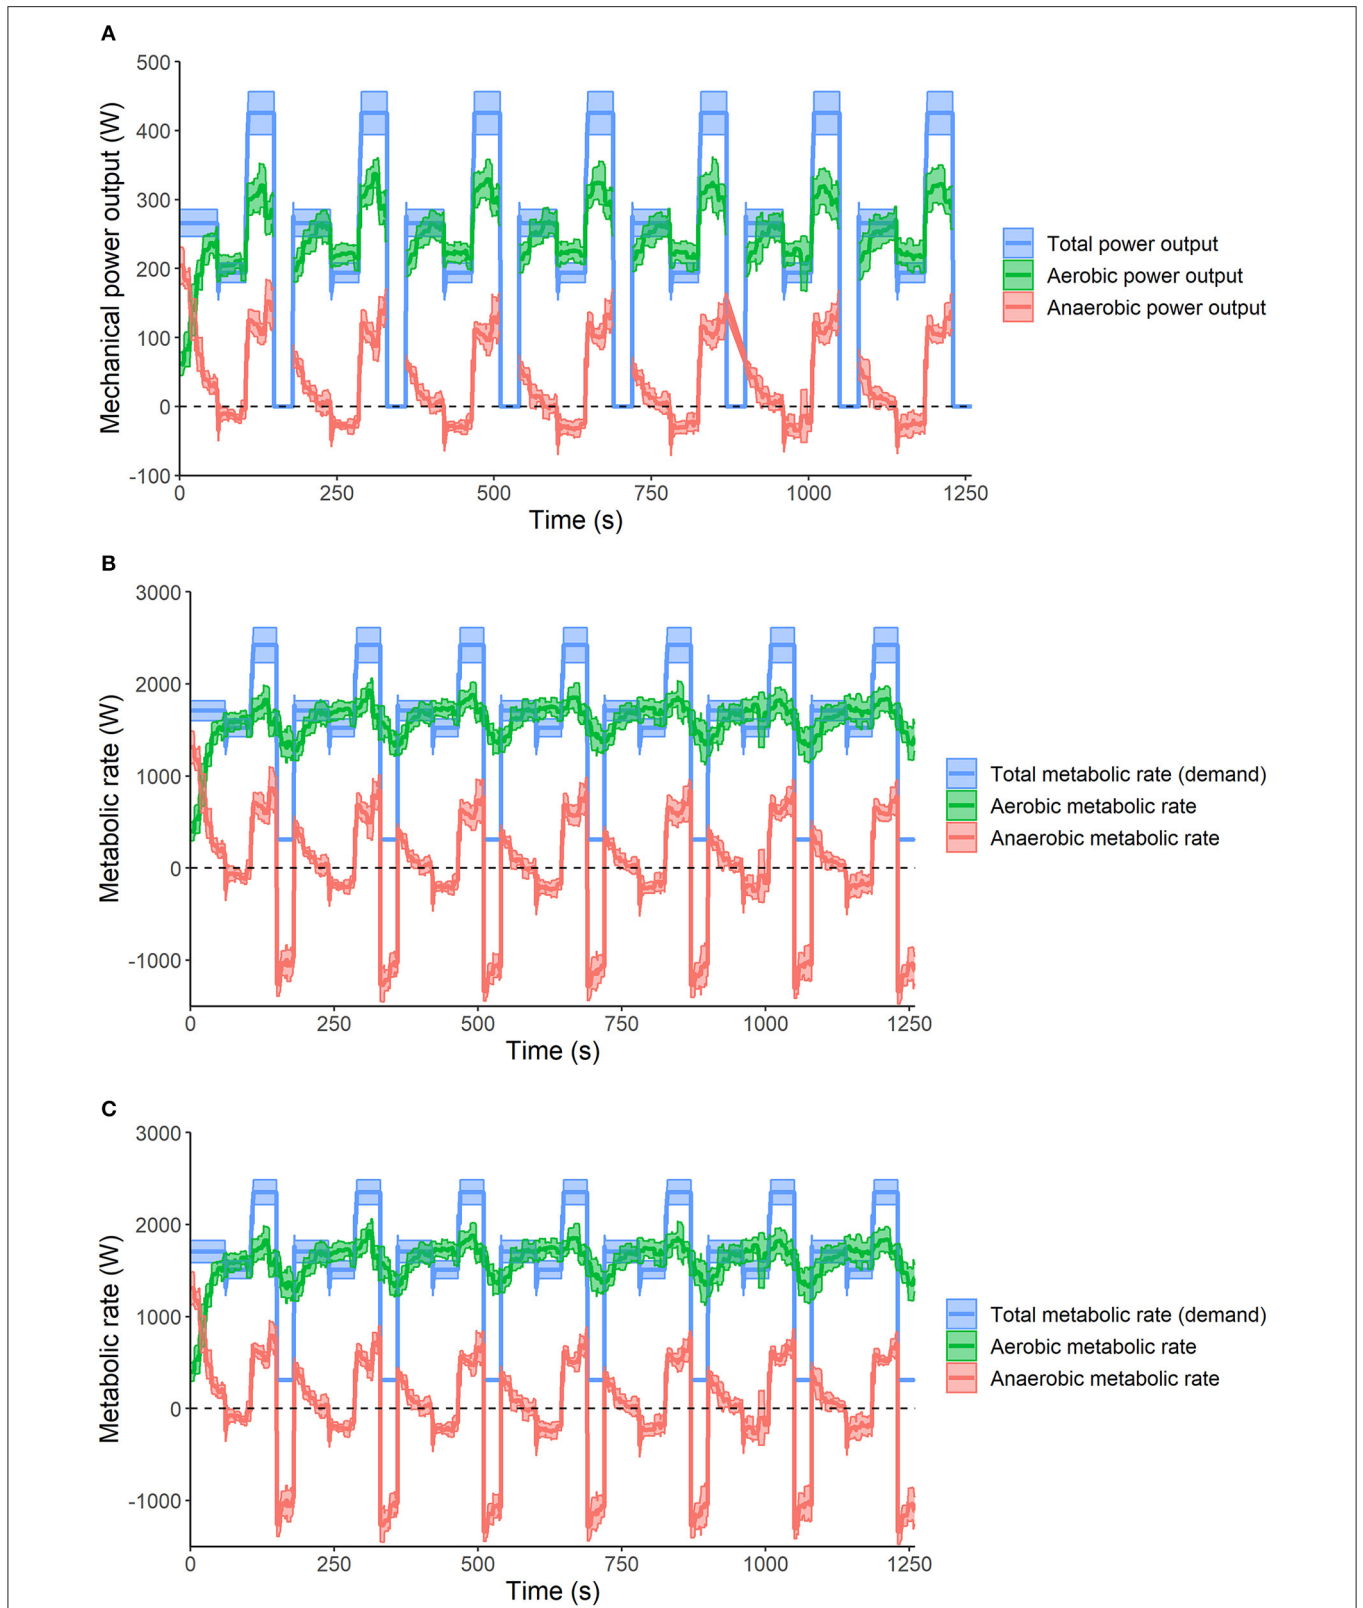 A
500
400
300
200
100
0
-100
0 250 500 750 1000 1250
Mechanical power output (W)
Time (s)
Total power output
Aerobic power output
Anaerobic power output
B
3000
2000
1000
0
-1000
0 250 500 750 1000 1250
Metabolic rate (W)
Time (s)
Total metabolic rate (demand)
Aerobic metabolic rate
Anaerobic metabolic rate
C
3000
2000
1000
0
-1000
0 250 500 750 1000 1250
Metabolic rate (W)
Time (s)
Total metabolic rate (demand)
Aerobic metabolic rate
Anaerobic metabolic rate